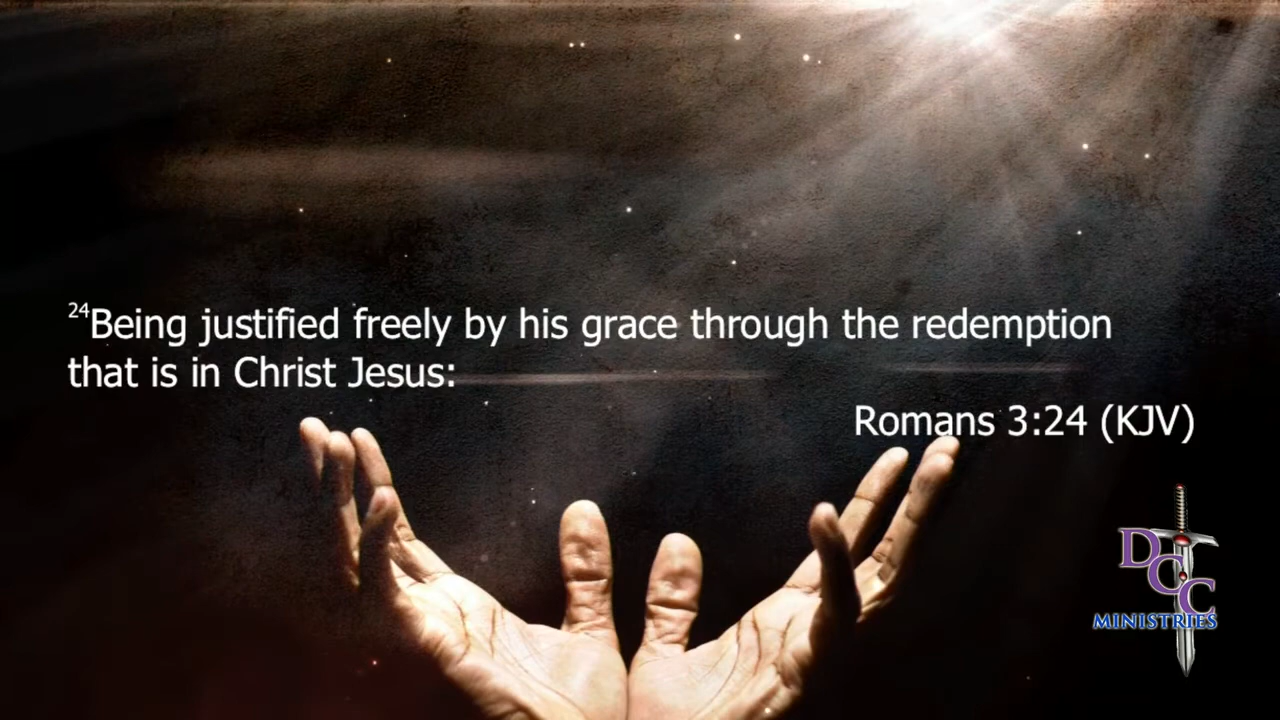 24Being justified freely by his grace through the redemption
that is in Christ Jesus:
Romans 3:24 (KJV)
DCC
MINISTRIES